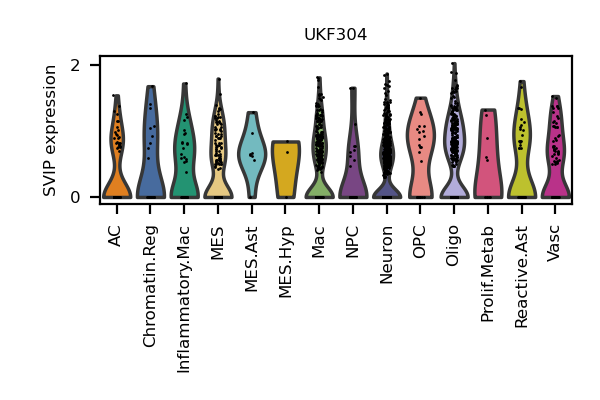 UKF304
SVIP expression
2
0
AC
Chromatin.Reg
Inflammatory.Mac
MES
MES.Ast
MES.Hyp
Mac
NPC
Neuron
OPC
Oligo
Prolif.Metab
Reactive.Ast
Vasc